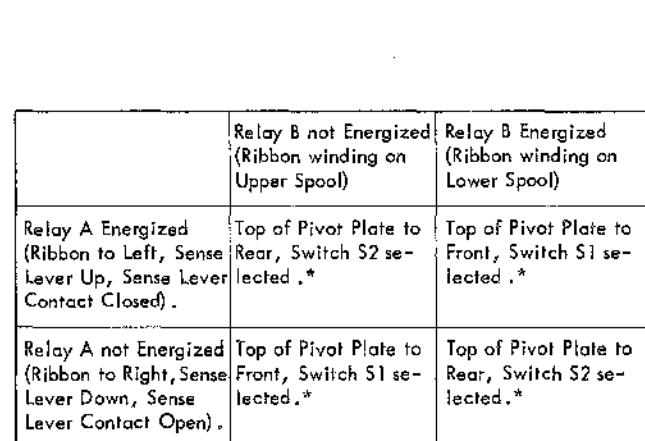 Relay B not Energized
(Ribbon winding on
Upper Spool)
Relay B Energized
(Ribbon winding on
Lower Spool)
Relay A Energized
(Ribbon to Left, Sense
Lever Up, Sense Lever
Contact Closed).
Top of Pivot Plate to
Rear, Switch S2 se-
lected.*
Top of Pivot Plate to
Front, Switch S1 se-
lected.*
Relay A not Energized
(Ribbon to Right, Sense
Lever Down, Sense
Lever Contact Open).
Top of Pivot Plate to
Front, Switch S1 se-
lected.*
Top of Pivot Plate to
Rear, Switch S2 se-
lected.*